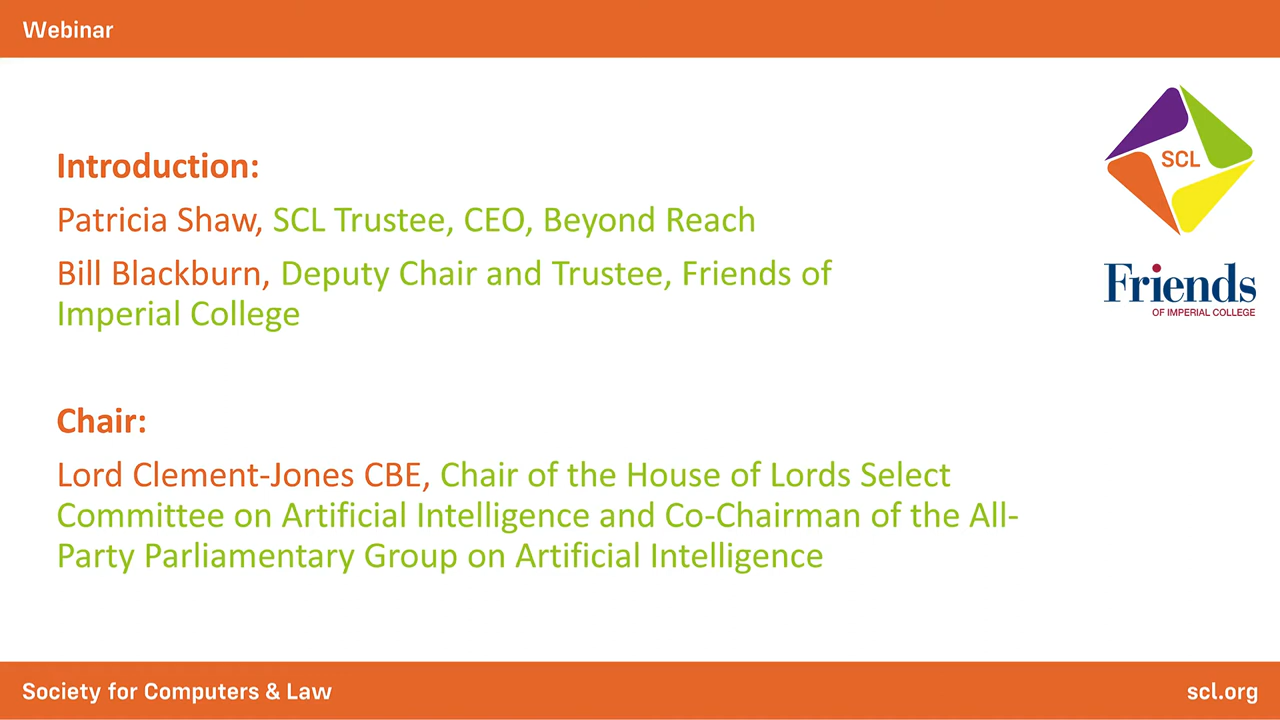 Webinar
SCL
Friends
OF IMPERIAL COLLEGE
Introduction:
Patricia Shaw, SCL Trustee, CEO, Beyond Reach
Bill Blackburn, Deputy Chair and Trustee, Friends of
Imperial College
Chair:
Lord Clement-Jones CBE, Chair of the House of Lords Select
Committee on Artificial Intelligence and Co-Chairman of the All-
Party Parliamentary Group on Artificial Intelligence
Society for Computers & Law
scl.org